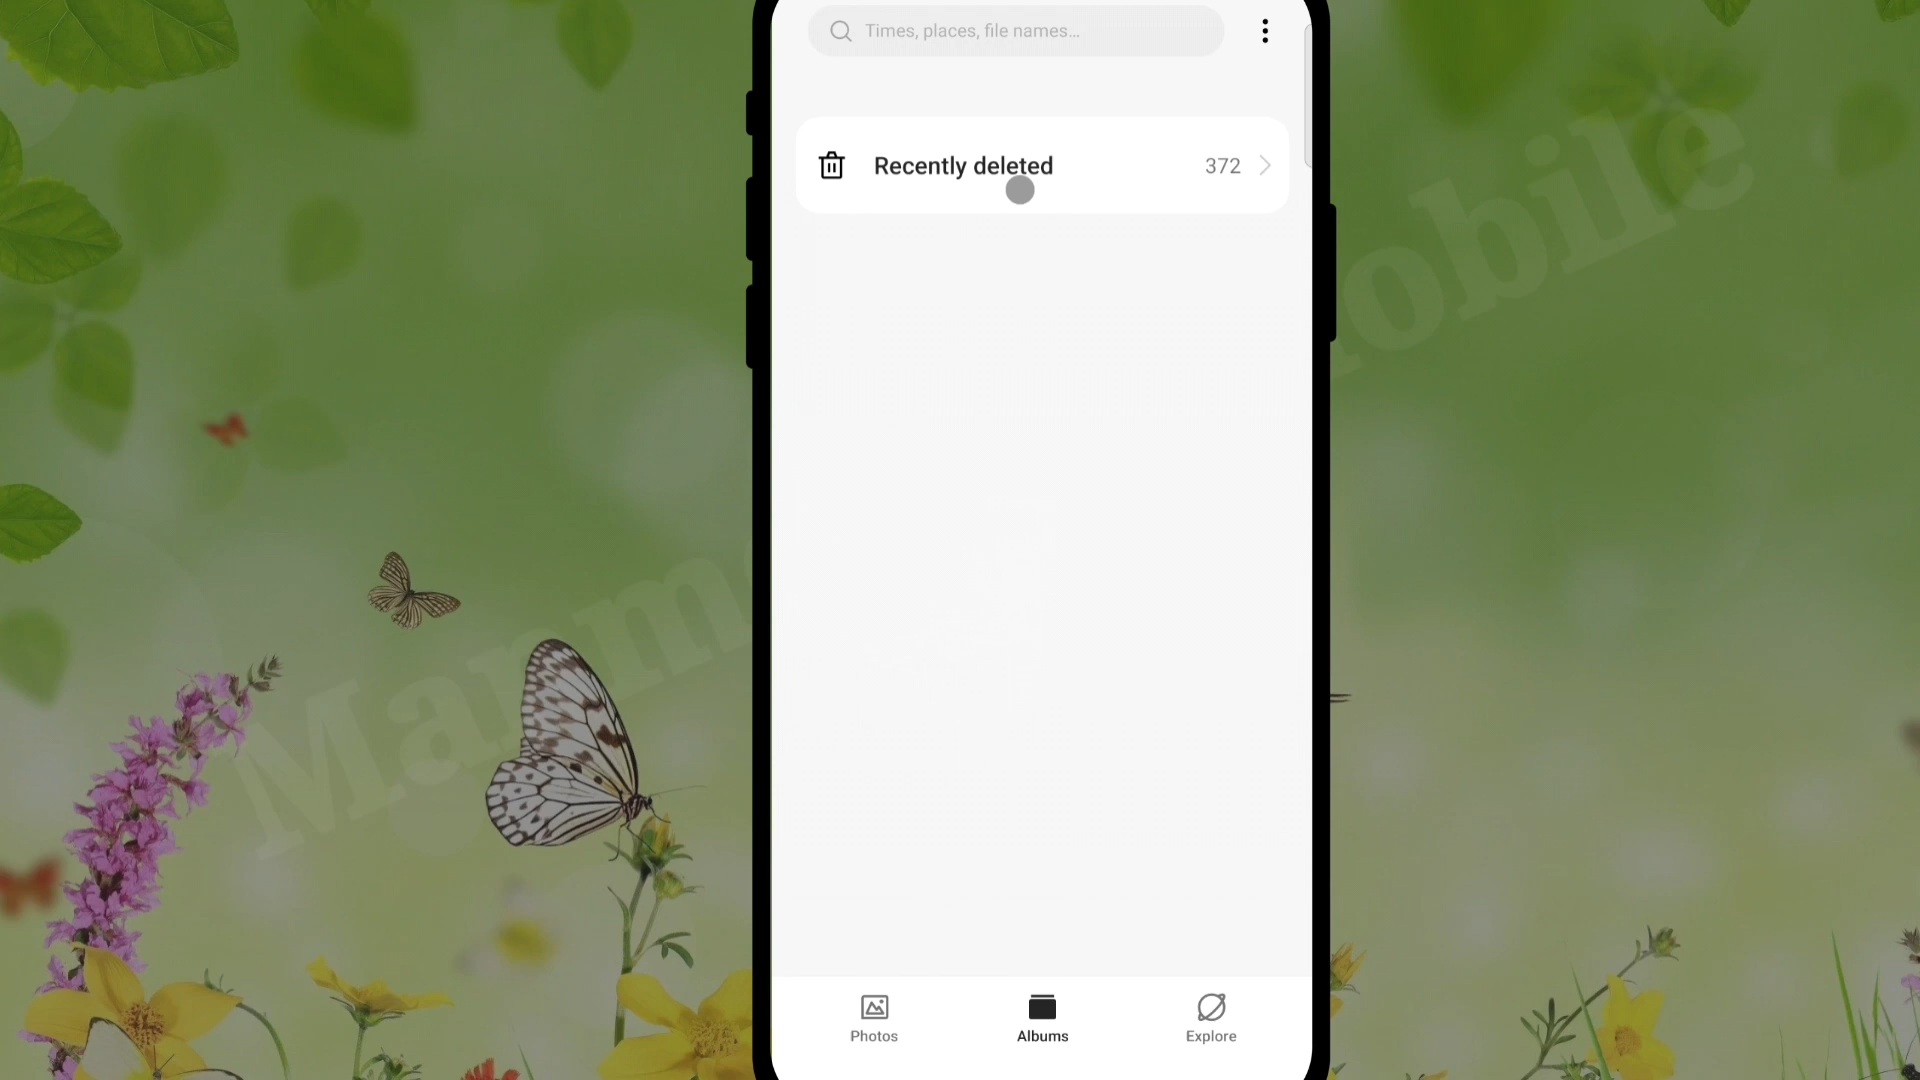 Times, places, file names...
Recently deleted 372
Photos Albums Explore